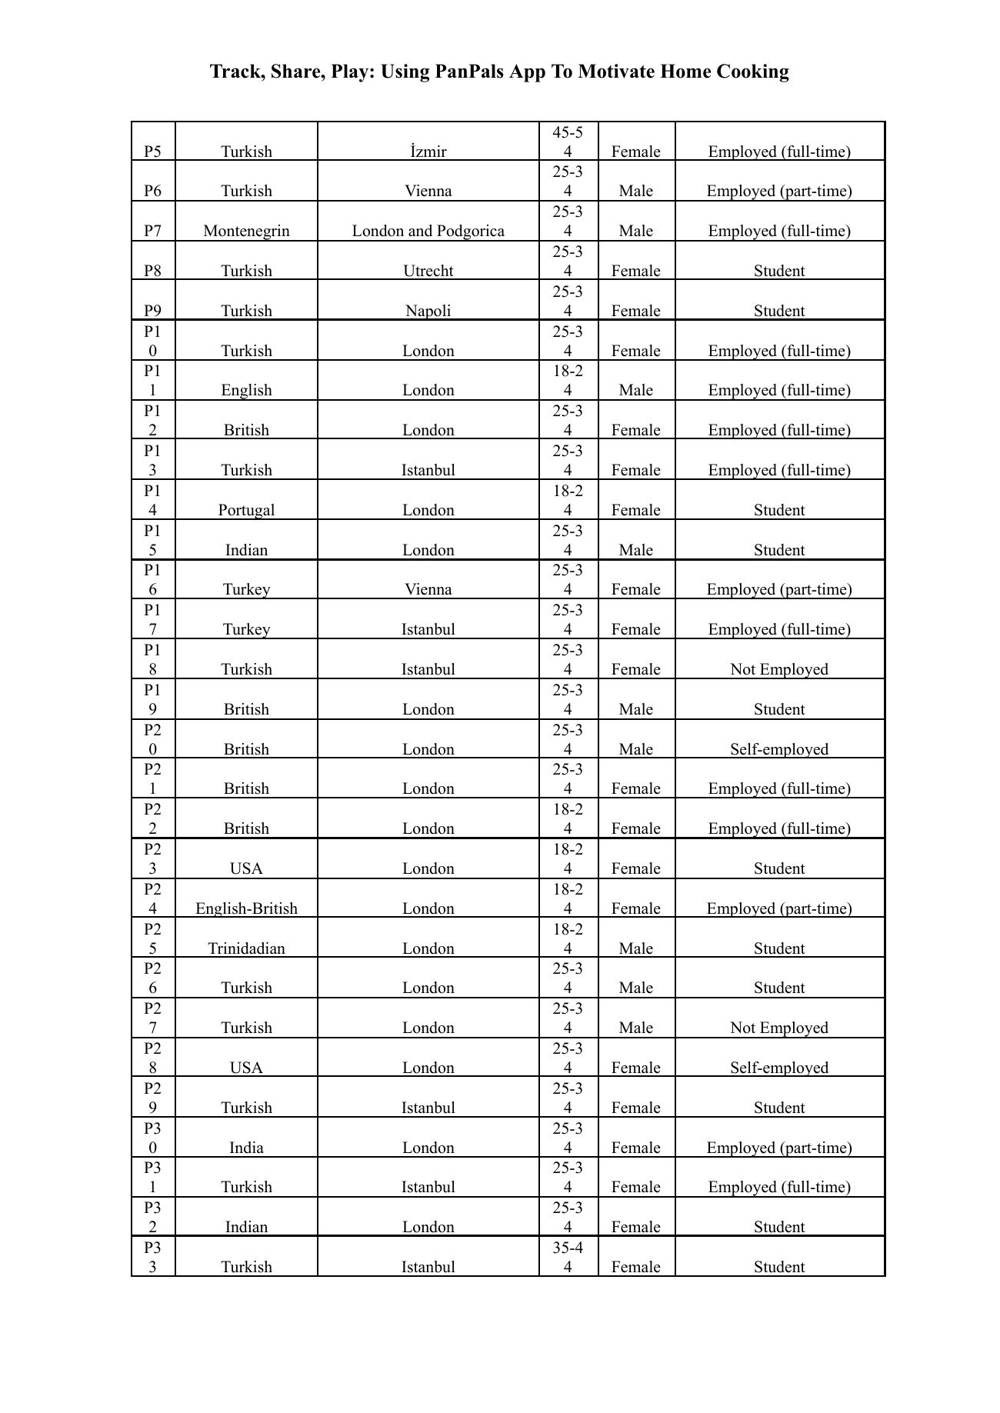 Track, Share, Play: Using PanPals App To Motivate Home Cooking
45-5
P5 Turkish İzmir 4 Female Employed (full-time)
25-3
P6 Turkish Vienna 4 Male Employed (part-time)
25-3
P7 Montenegrin London and Podgorica 4 Male Employed (full-time)
25-3
P8 Turkish Utrecht 4 Female Student
25-3
P9 Turkish Napoli 4 Female Student
P1 25-3
0 Turkish London 4 Female Employed (full-time)
P1 18-2
1 English London 4 Male Employed (full-time)
P1 25-3
2 British London 4 Female Employed (full-time)
P1 25-3
3 Turkish Istanbul 4 Female Employed (full-time)
P1 18-2
4 Portugal London 4 Female Student
P1 25-3
5 Indian London 4 Male Student
P1 25-3
6 Turkey Vienna 4 Female Employed (part-time)
P1 25-3
7 Turkey Istanbul 4 Female Employed (full-time)
P1 25-3
8 Turkish Istanbul 4 Female Not Employed
P1 25-3
9 British London 4 Male Student
P2 25-3
0 British London 4 Male Self-employed
P2 25-3
1 British London 4 Female Employed (full-time)
P2 18-2
2 British London 4 Female Employed (full-time)
P2 18-2
3 USA London 4 Female Student
P2 18-2
4 English-British London 4 Female Employed (part-time)
P2 18-2
5 Trinidadian London 4 Male Student
P2 25-3
6 Turkish London 4 Male Student
P2 25-3
7 Turkish London 4 Male Not Employed
P2 25-3
8 USA London 4 Female Self-employed
P2 25-3
9 Turkish Istanbul 4 Female Student
P3 25-3
0 India London 4 Female Employed (part-time)
P3 25-3
1 Turkish Istanbul 4 Female Employed (full-time)
P3 25-3
2 Indian London 4 Female Student
P3 35-4
3 Turkish Istanbul 4 Female Student